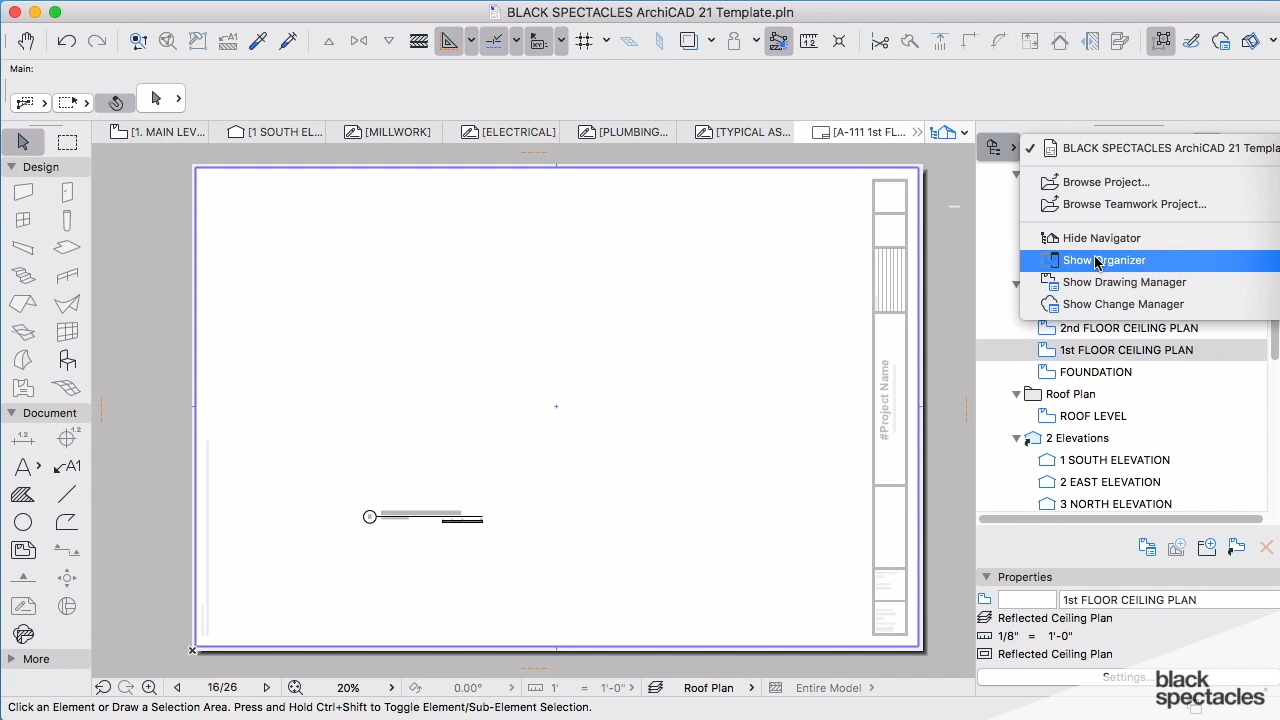 BLACK SPECTACLES ArchiCAD 21 Template.pln
Main:
[1. MAIN LEV...
[1 SOUTH EL...
[MILLWORK]
[ELECTRICAL]
[PLUMBING...
[TYPICAL AS...
[A-111 1st FL...
Design
Document
More
#Project Name
BLACK SPECTACLES ArchiCAD 21 Templa
Browse Project...
Browse Teamwork Project...
Hide Navigator
Show Organizer
Show Drawing Manager
Show Change Manager
2nd FLOOR CEILING PLAN
1st FLOOR CEILING PLAN
FOUNDATION
Roof Plan
ROOF LEVEL
2 Elevations
1 SOUTH ELEVATION
2 EAST ELEVATION
3 NORTH ELEVATION
Properties
1st FLOOR CEILING PLAN
Reflected Ceiling Plan
1/8" = 1'-0"
Reflected Ceiling Plan
Settings...
16/26
20%
0.00°
1' = 1'-0"
Roof Plan
Entire Model
Click an Element or Draw a Selection Area. Press and Hold Ctrl+Shift to Toggle Element/Sub-Element Selection.
black
spectacles